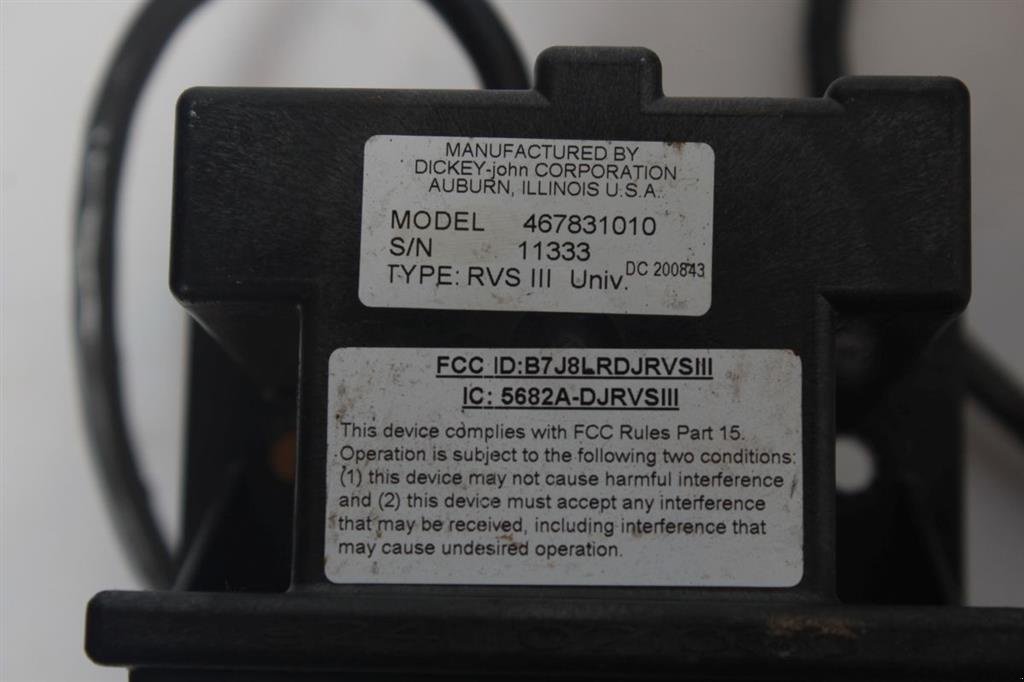 MANUFACTURED BY
DICKEY-john CORPORATION
AUBURN, ILLINOIS U.S.A.
MODEL 467831010
S/N 11333
TYPE: RVS III Univ. DC 200843
FCC ID:B7J8LRDJRVSIII
IC: 5682A-DJRVSIII
This device complies with FCC Rules Part 15.
Operation is subject to the following two conditions:
(1) this device may not cause harmful interference
and (2) this device must accept any interference
that may be received, including interference that
may cause undesired operation.